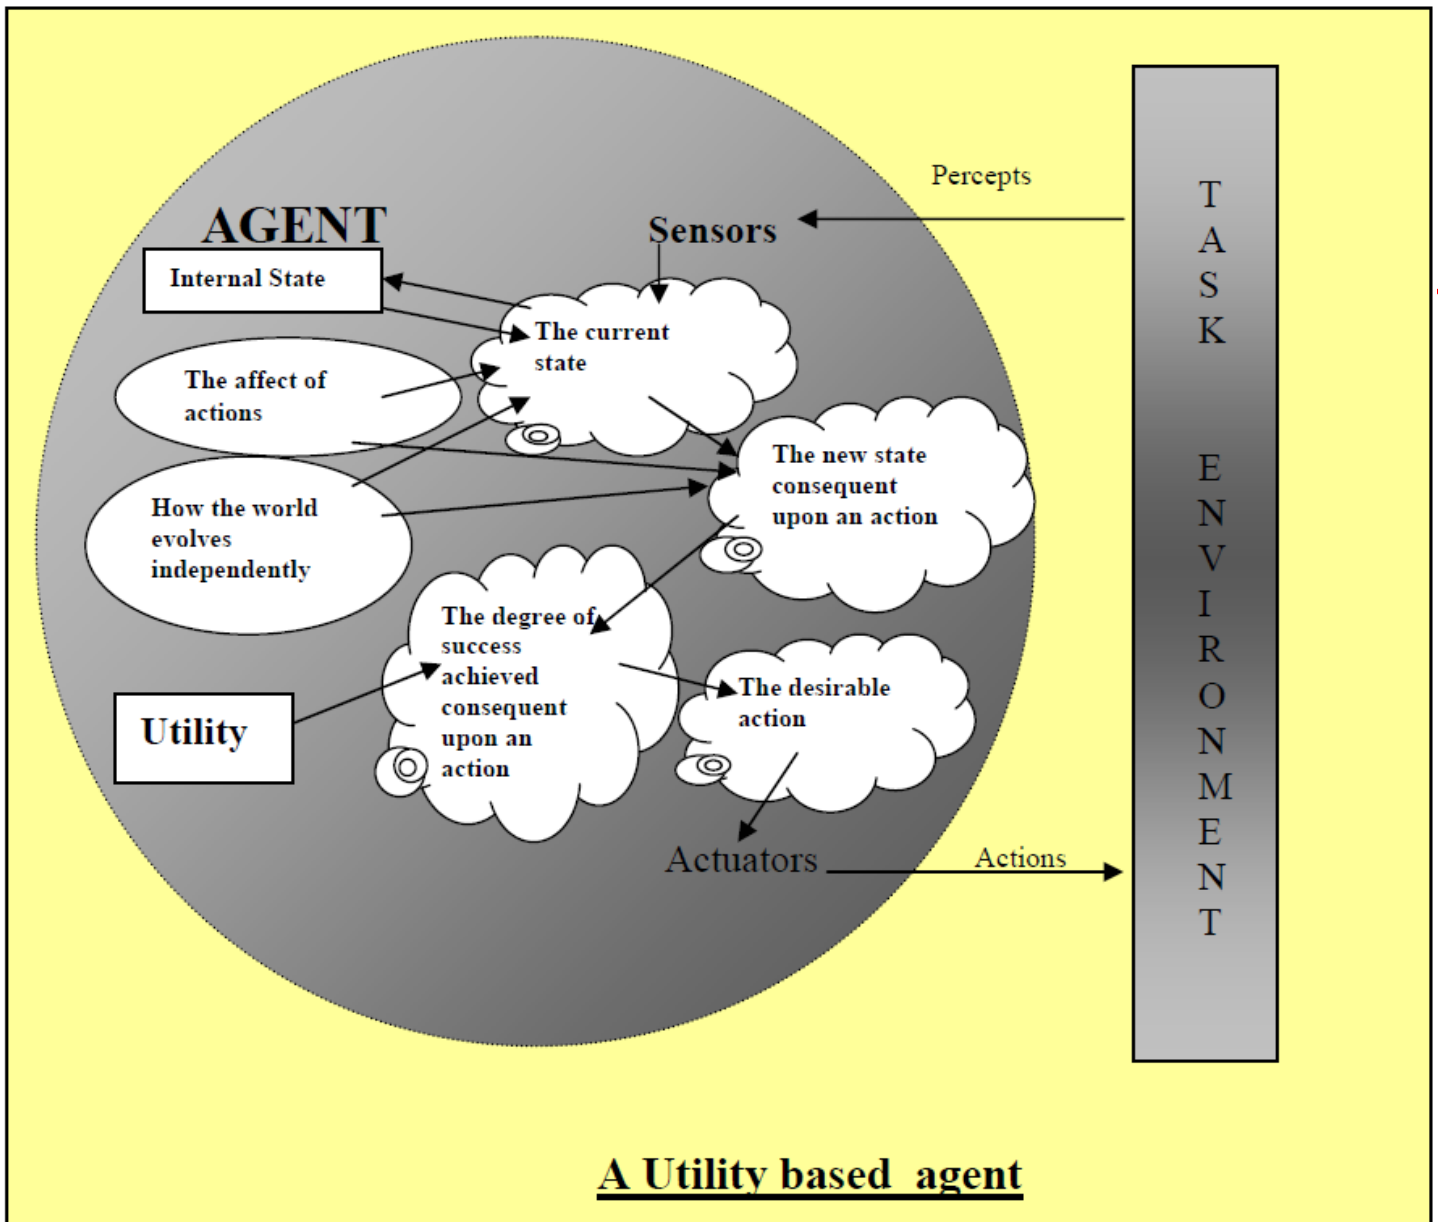 Percepts
AGENT
Sensors
Internal State
The current
state
The affect of
actions
The new state
consequent
upon an action
How the world
evolves
independently
The degree of
success
achieved
consequent
upon an
action
Utility
The desirable
action
Actuators
Actions
TASK
ENVIRONMENT
A Utility based agent